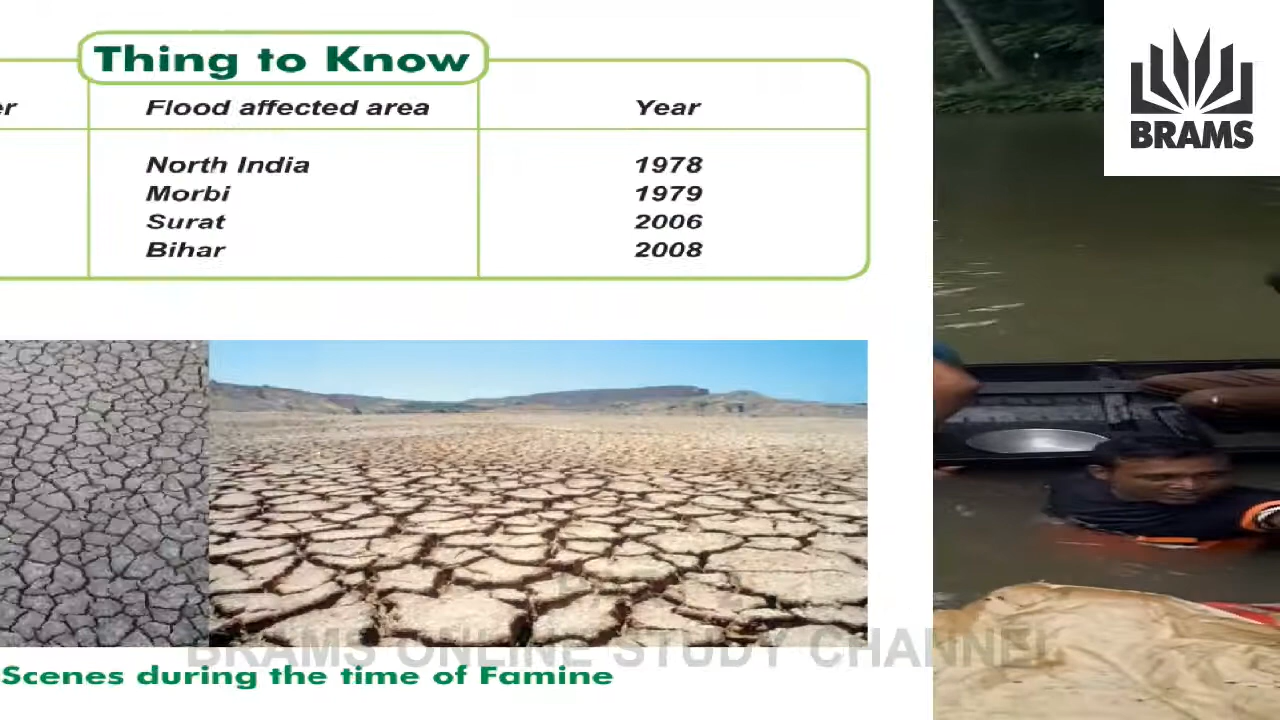 Thing to Know
er Flood affected area Year
North India 1978
Morbi 1979
Surat 2006
Bihar 2008
BRAMS
BRAMS ONLINE STUDY CHANNEL
Scenes during the time of Famine